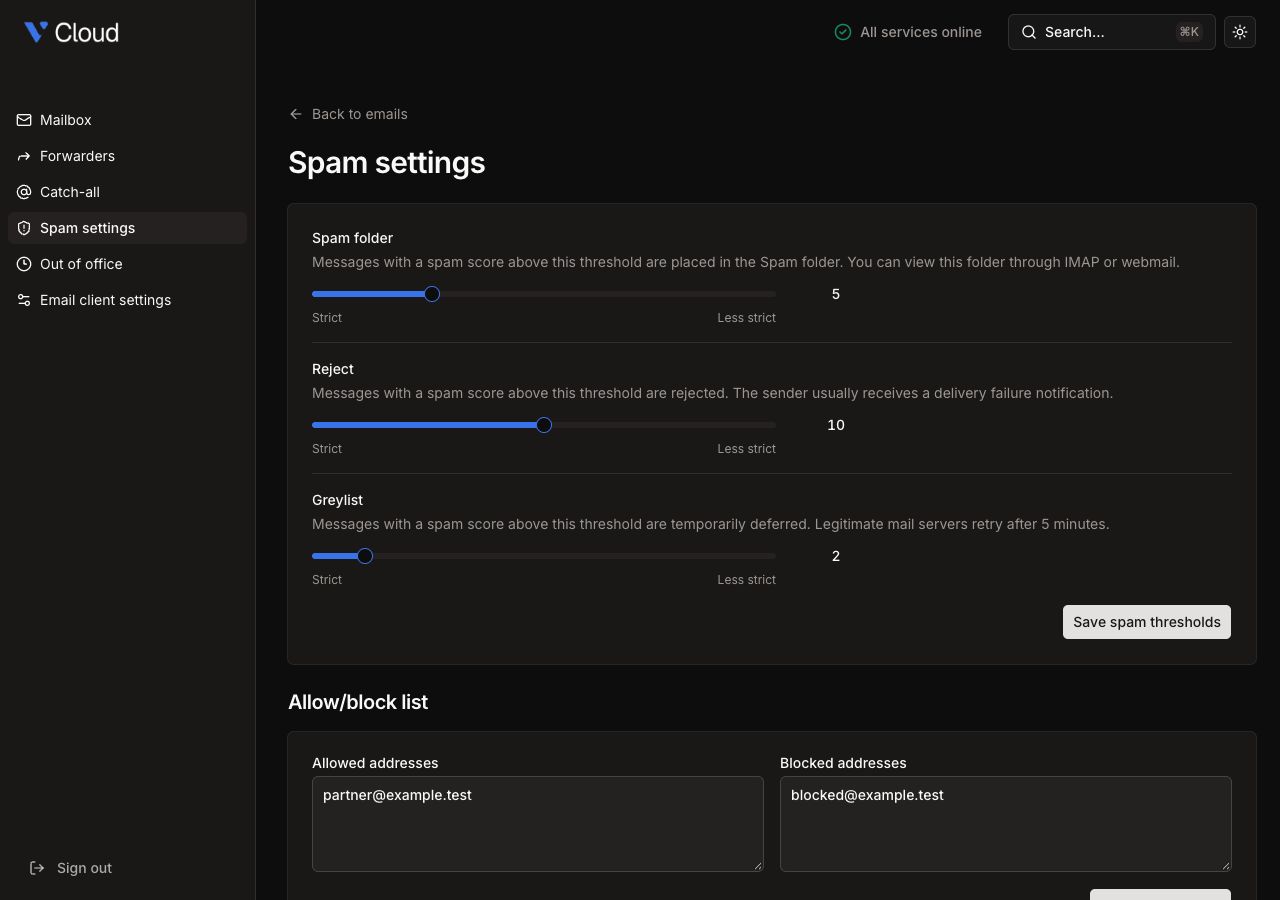 Cloud
All services online
Search...
⌘K
Mailbox
Forwarders
Catch-all
Spam settings
Out of office
Email client settings
Sign out
Back to emails
Spam settings
Spam folder
Messages with a spam score above this threshold are placed in the Spam folder. You can view this folder through IMAP or webmail.
5
Strict
Less strict
Reject
Messages with a spam score above this threshold are rejected. The sender usually receives a delivery failure notification.
10
Strict
Less strict
Greylist
Messages with a spam score above this threshold are temporarily deferred. Legitimate mail servers retry after 5 minutes.
2
Strict
Less strict
Save spam thresholds
Allow/block list
Allowed addresses
partner@example.test
Blocked addresses
blocked@example.test